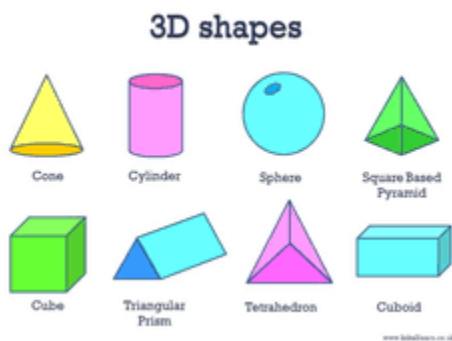 3D shapes
Cone
Cylinder
Sphere
Square Based
Pyramid
Cube
Triangular
Prism
Tetrahedron
Cuboid